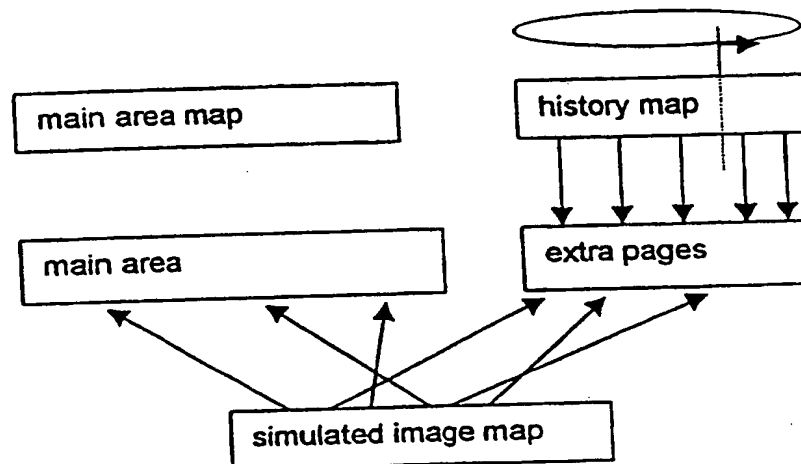 main area map
history map
main area
extra pages
simulated image map